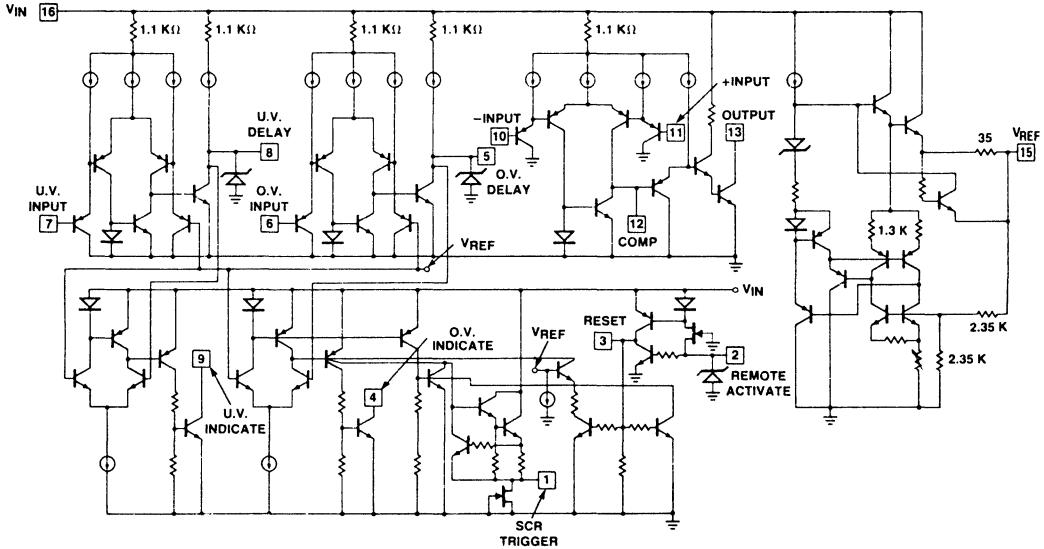 VIN 16
1.1 KΩ
1.1 KΩ
1.1 KΩ
1.1 KΩ
1.1 KΩ
U.V.
DELAY
8
U.V.
INPUT
7
O.V.
INPUT
6
5
O.V.
DELAY
–INPUT
10
+INPUT
11
OUTPUT
13
12
COMP
VREF
35
VREF
15
1.3 K
2.35 K
2.35 K
VIN
9
U.V.
INDICATE
O.V.
INDICATE
4
VREF
RESET
3
2
REMOTE
ACTIVATE
1
SCR
TRIGGER